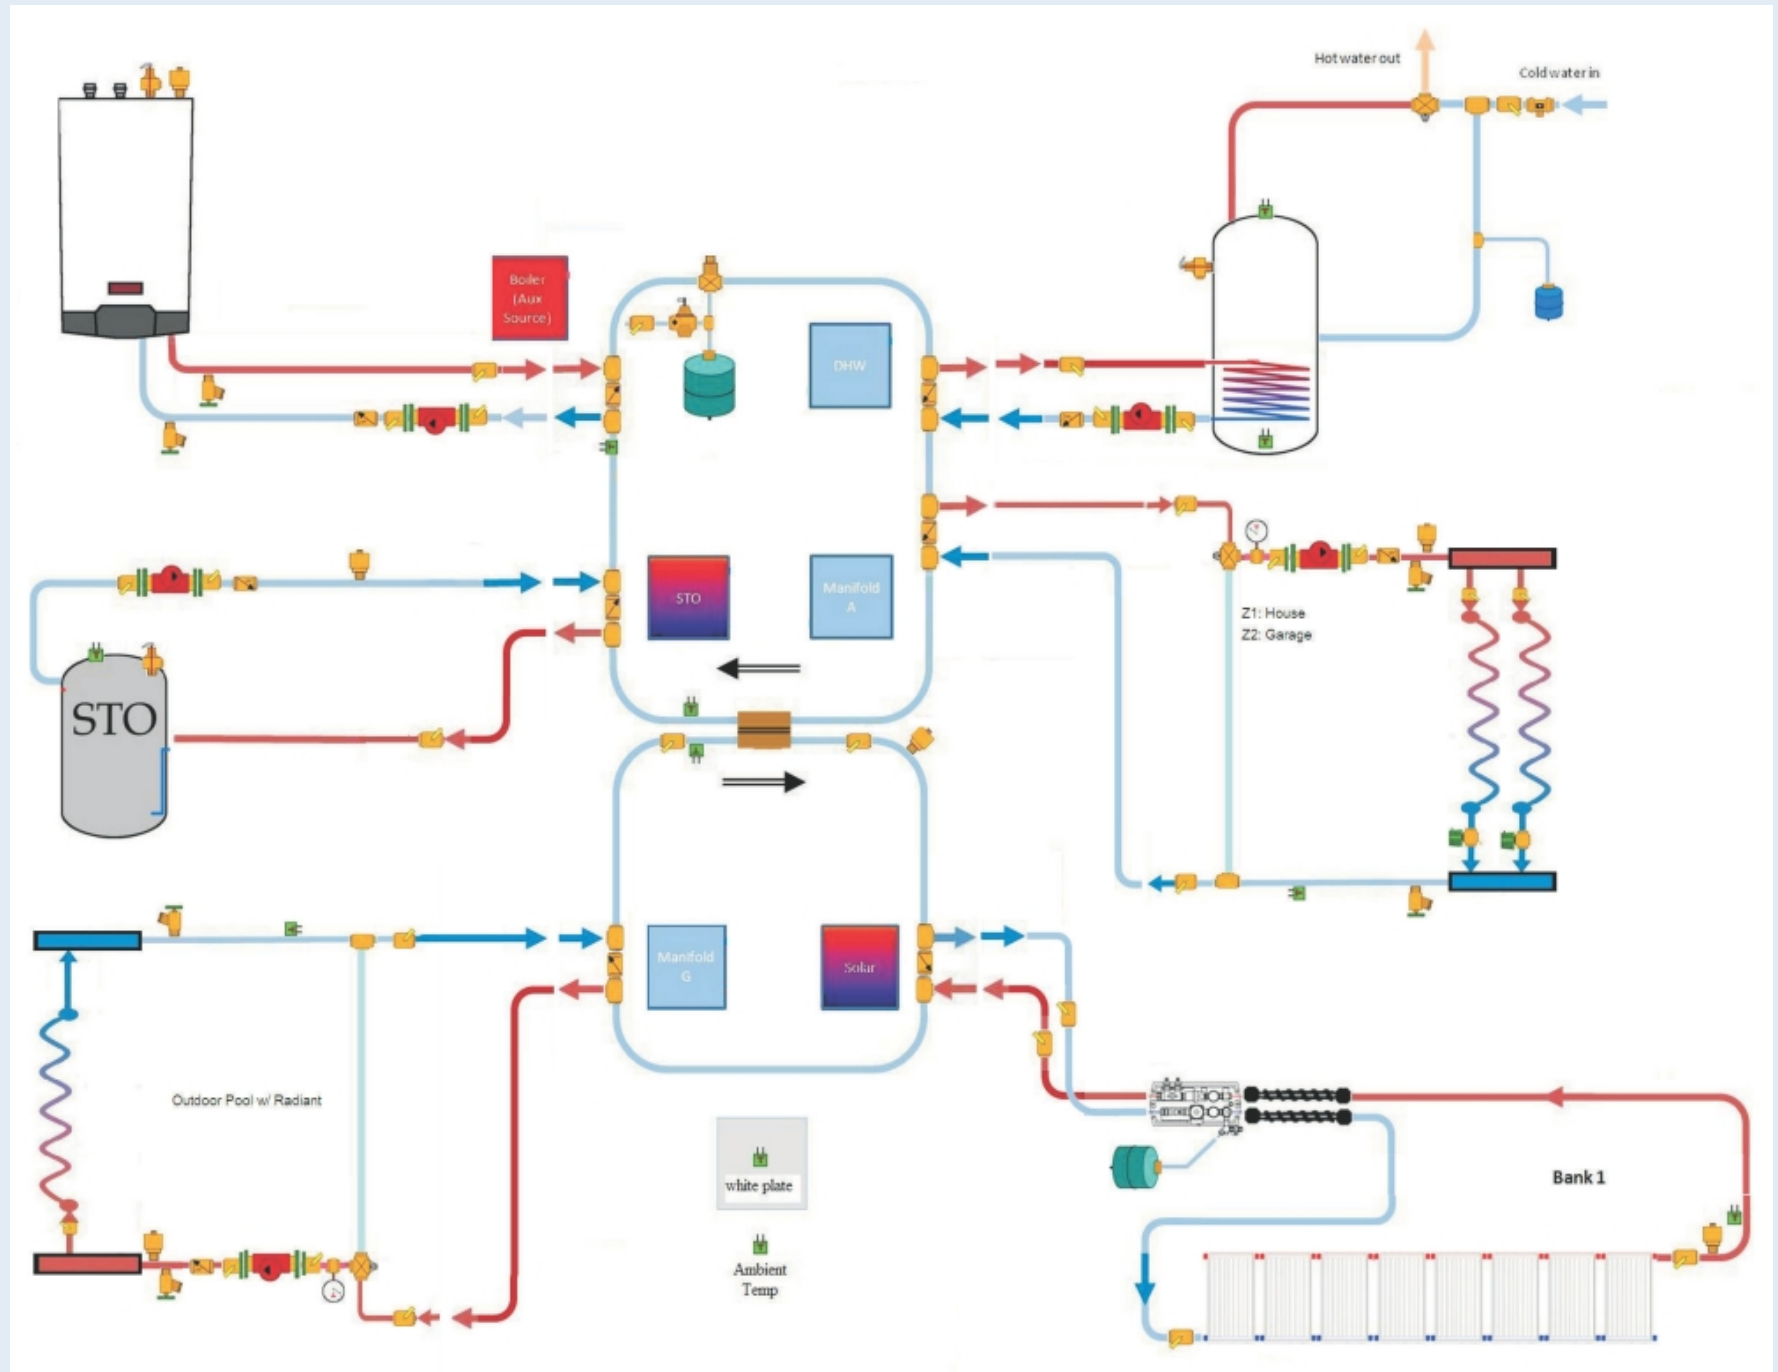 Hot water out
Cold water in
Boiler
(Aux
Source)
DHW
STO
Manifold
A
Z1: House
Z2: Garage
STO
Manifold
G
Solar
Outdoor Pool w/ Radiant
white plate
Bank 1
Ambient
Temp